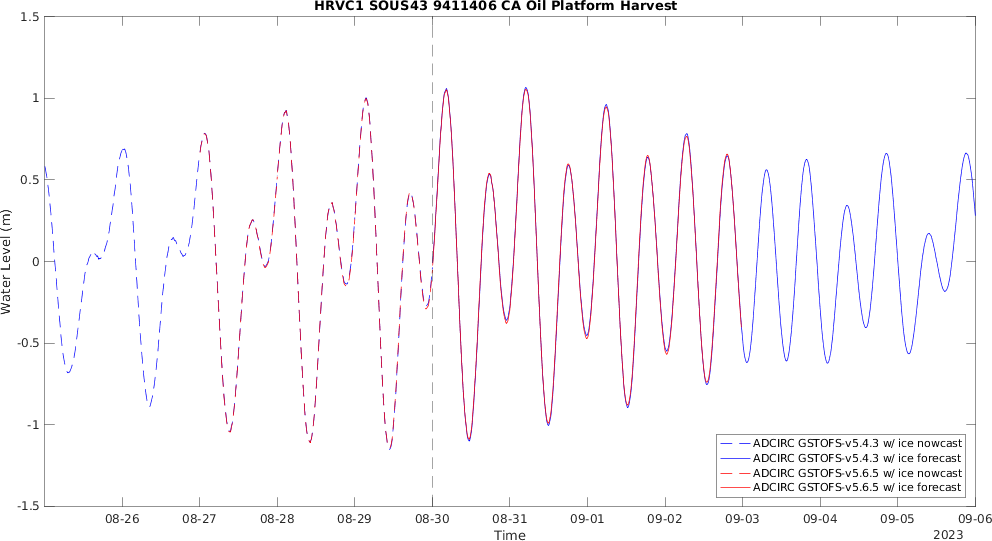 HRVC1 SOUS43 9411406 CA Oil Platform Harvest
1.5
1
0.5
0
-0.5
-1
-1.5
Water Level (m)
08-26 08-27 08-28 08-29 08-30 08-31 09-01 09-02 09-03 09-04 09-05 09-06
Time
2023
ADCIRC GSTOFS-v5.4.3 w/ ice nowcast
ADCIRC GSTOFS-v5.4.3 w/ ice forecast
ADCIRC GSTOFS-v5.6.5 w/ ice nowcast
ADCIRC GSTOFS-v5.6.5 w/ ice forecast